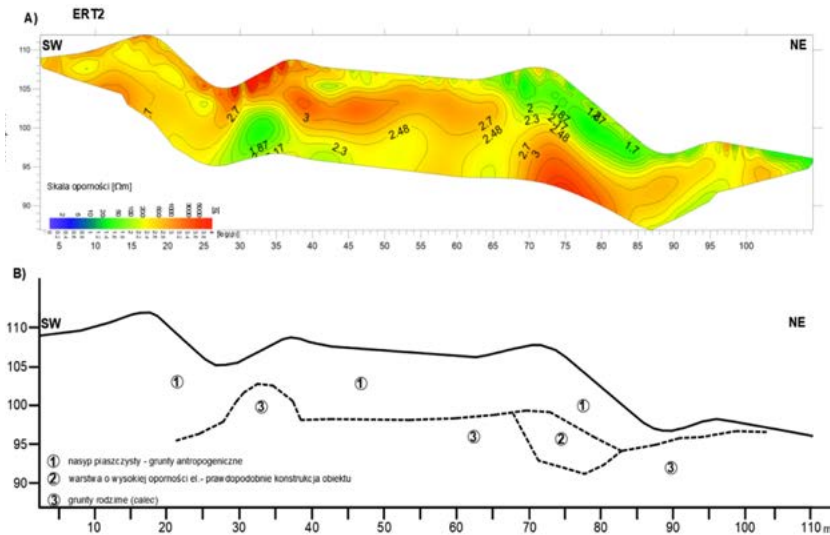 A) ERT2
SW NE
110
105
100
95
90
2.7 3 2.7 2 1.87
2.3 2.37
2.48 1.7
1.87 2.3 2.48 2.48 2.7
3
Skala oporności [Ωm]
5 10 15 20 25 30 35 40 45 50 55 60 65 70 75 80 85 90 95 100
B)
SW NE
110
105
100
95
90
① ① ①
③ ③ ② ③
① nasyp piaszczysty - grunty antropogeniczne
② warstwa o wysokiej oporności el.- prawdopodobnie konstrukcja obiektu
③ grunty rodzime (calec)
10 20 30 40 50 60 70 80 90 100 110 m